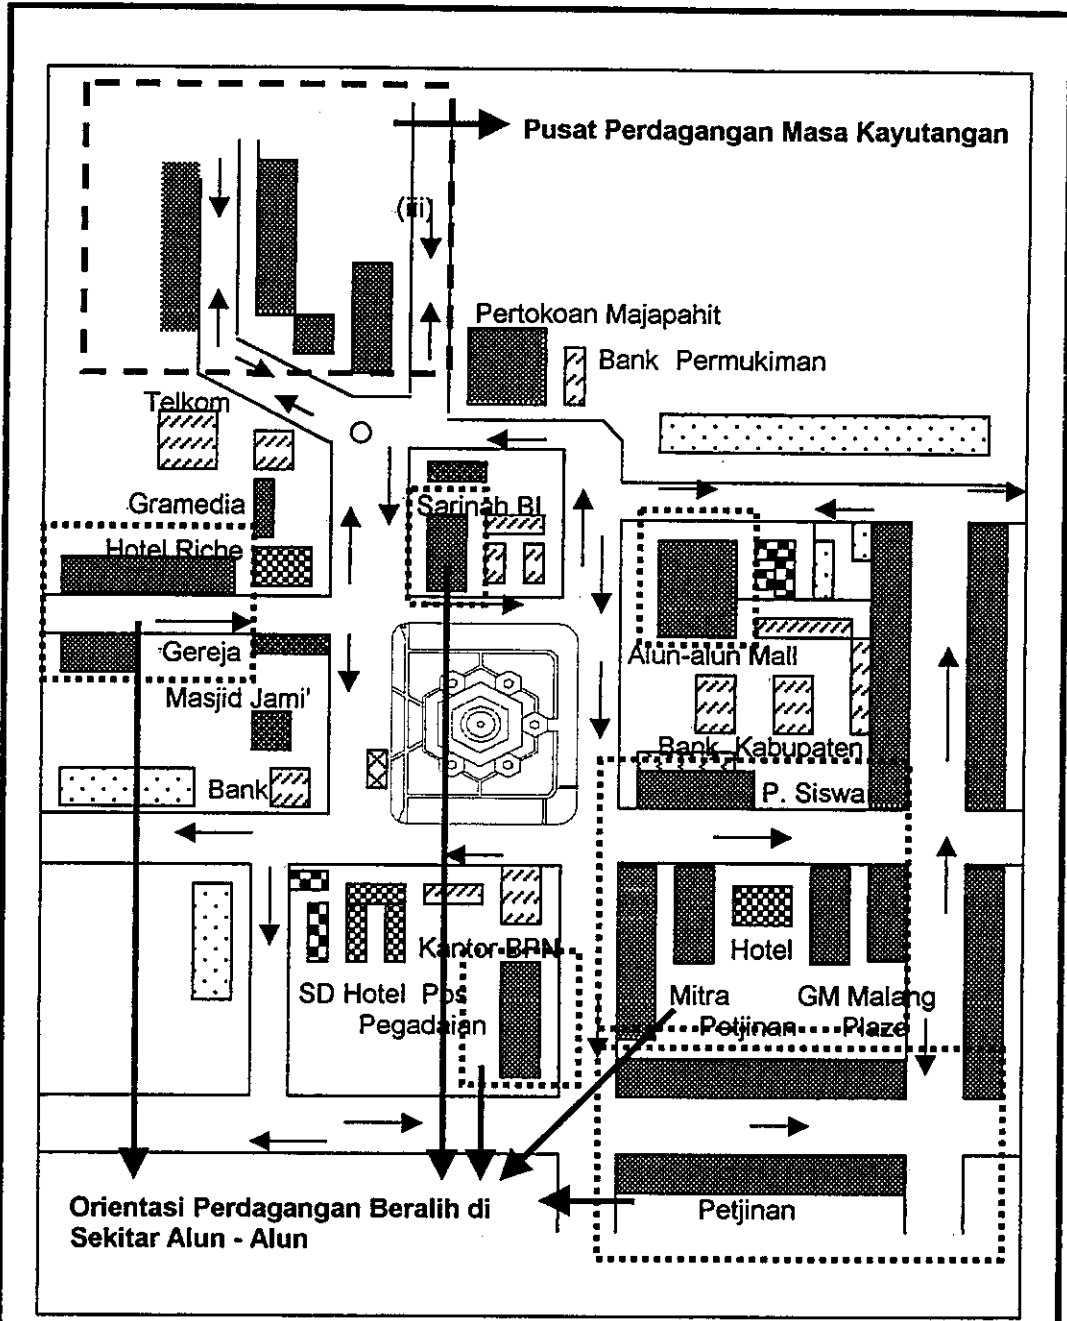 Pusat Perdagangan Masa Kayutangan
(iii)
Pertokoan Majapahit
Bank Permukiman
Telkom
Gramedia
Sarinah BI
Hotel Riche
Gereja
Alun-alun Mall
Masjid Jami'
Bank Kabupaten
Bank
P. Siswa
Kantor BPN
Hotel
SD Hotel Pos
Mitra
GM Malang
Pegadaian
Petjinan
Plaze
Orientasi Perdagangan Beralih di
Sekitar Alun - Alun
Petjinan